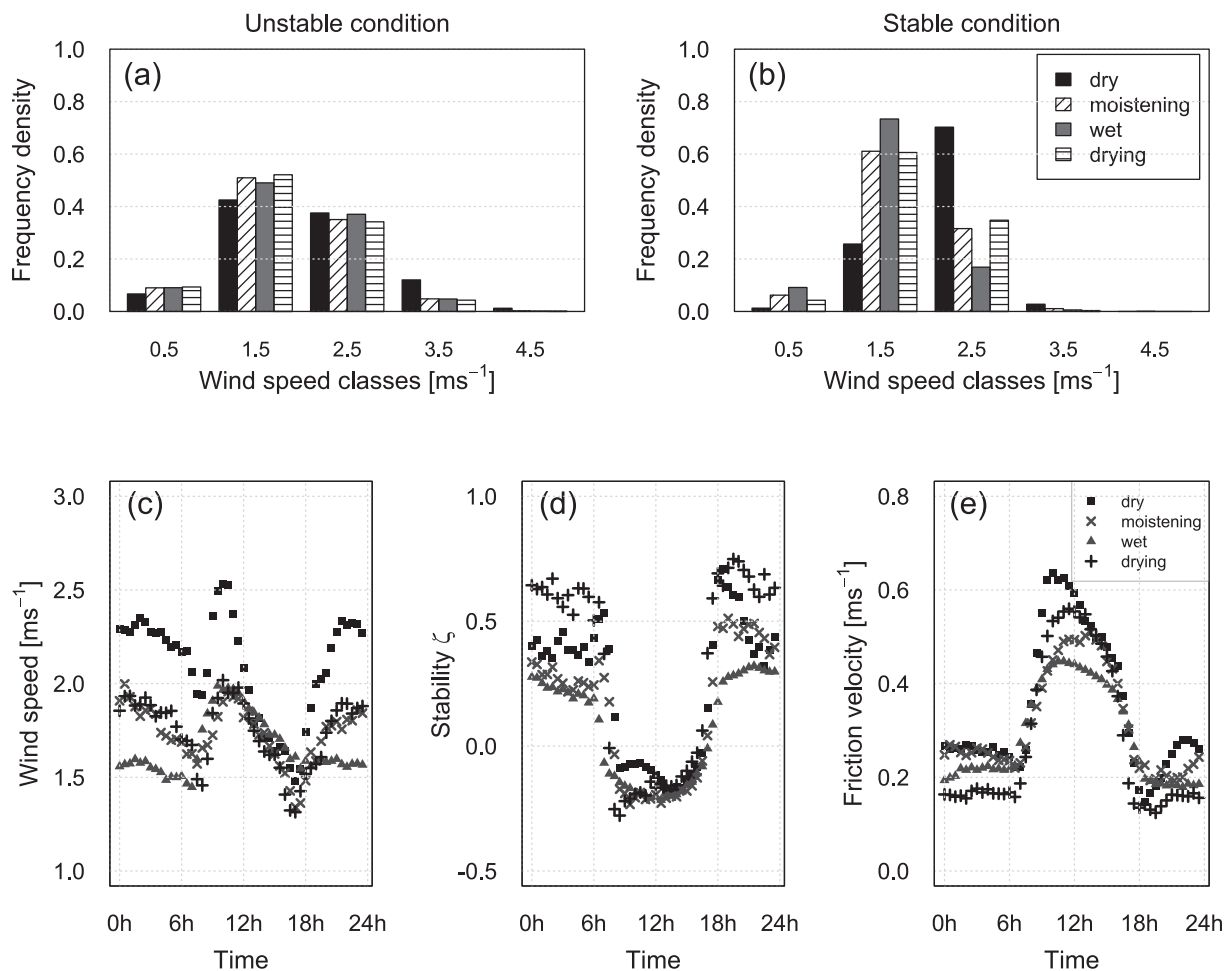 Unstable condition
Stable condition
(a)
Frequency density
1.0
0.8
0.6
0.4
0.2
0.0
0.5 1.5 2.5 3.5 4.5
Wind speed classes [ms⁻¹]
(b)
Frequency density
1.0
0.8
0.6
0.4
0.2
0.0
dry
moistening
wet
drying
0.5 1.5 2.5 3.5 4.5
Wind speed classes [ms⁻¹]
(c)
Wind speed [ms⁻¹]
3.0
2.5
2.0
1.5
1.0
0h 6h 12h 18h 24h
Time
(d)
Stability ζ
1.0
0.5
0.0
-0.5
0h 6h 12h 18h 24h
Time
(e)
Friction velocity [ms⁻¹]
0.8
0.6
0.4
0.2
0.0
dry
moistening
wet
drying
0h 6h 12h 18h 24h
Time